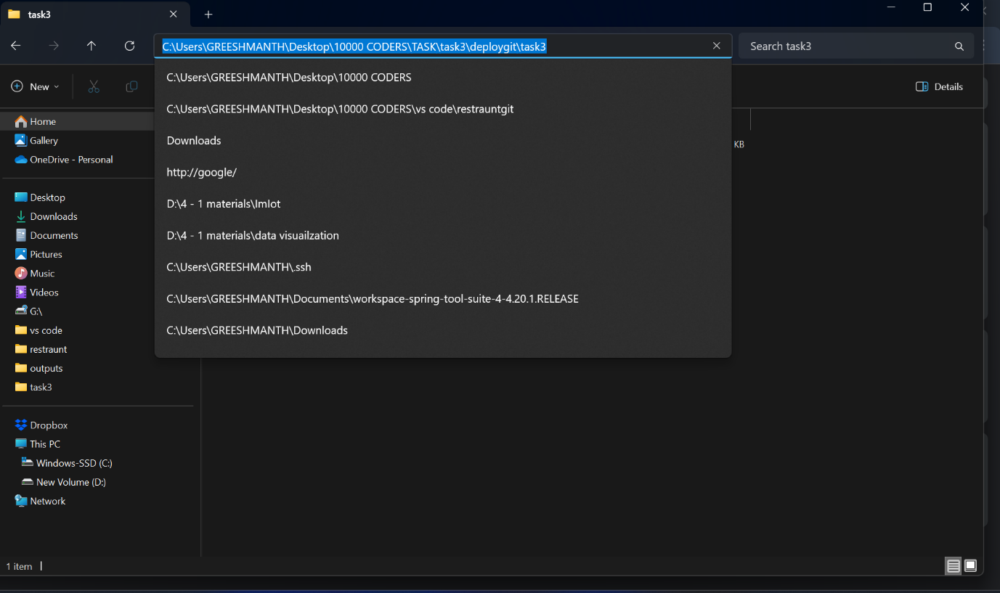 task3
C:\Users\GREESHMANTH\Desktop\10000 CODERS\TASK\task3\deploygit\task3
Search task3
New
Details
C:\Users\GREESHMANTH\Desktop\10000 CODERS
C:\Users\GREESHMANTH\Desktop\10000 CODERS\vs code\restrauntgit
Downloads
http://google/
D:\4 - 1 materials\ImIot
D:\4 - 1 materials\data visuailzation
C:\Users\GREESHMANTH\.ssh
C:\Users\GREESHMANTH\Documents\workspace-spring-tool-suite-4-4.20.1.RELEASE
C:\Users\GREESHMANTH\Downloads
KB
Home
Gallery
OneDrive - Personal
Desktop
Downloads
Documents
Pictures
Music
Videos
G:\
vs code
restraunt
outputs
task3
Dropbox
This PC
Windows-SSD (C:)
New Volume (D:)
Network
1 item